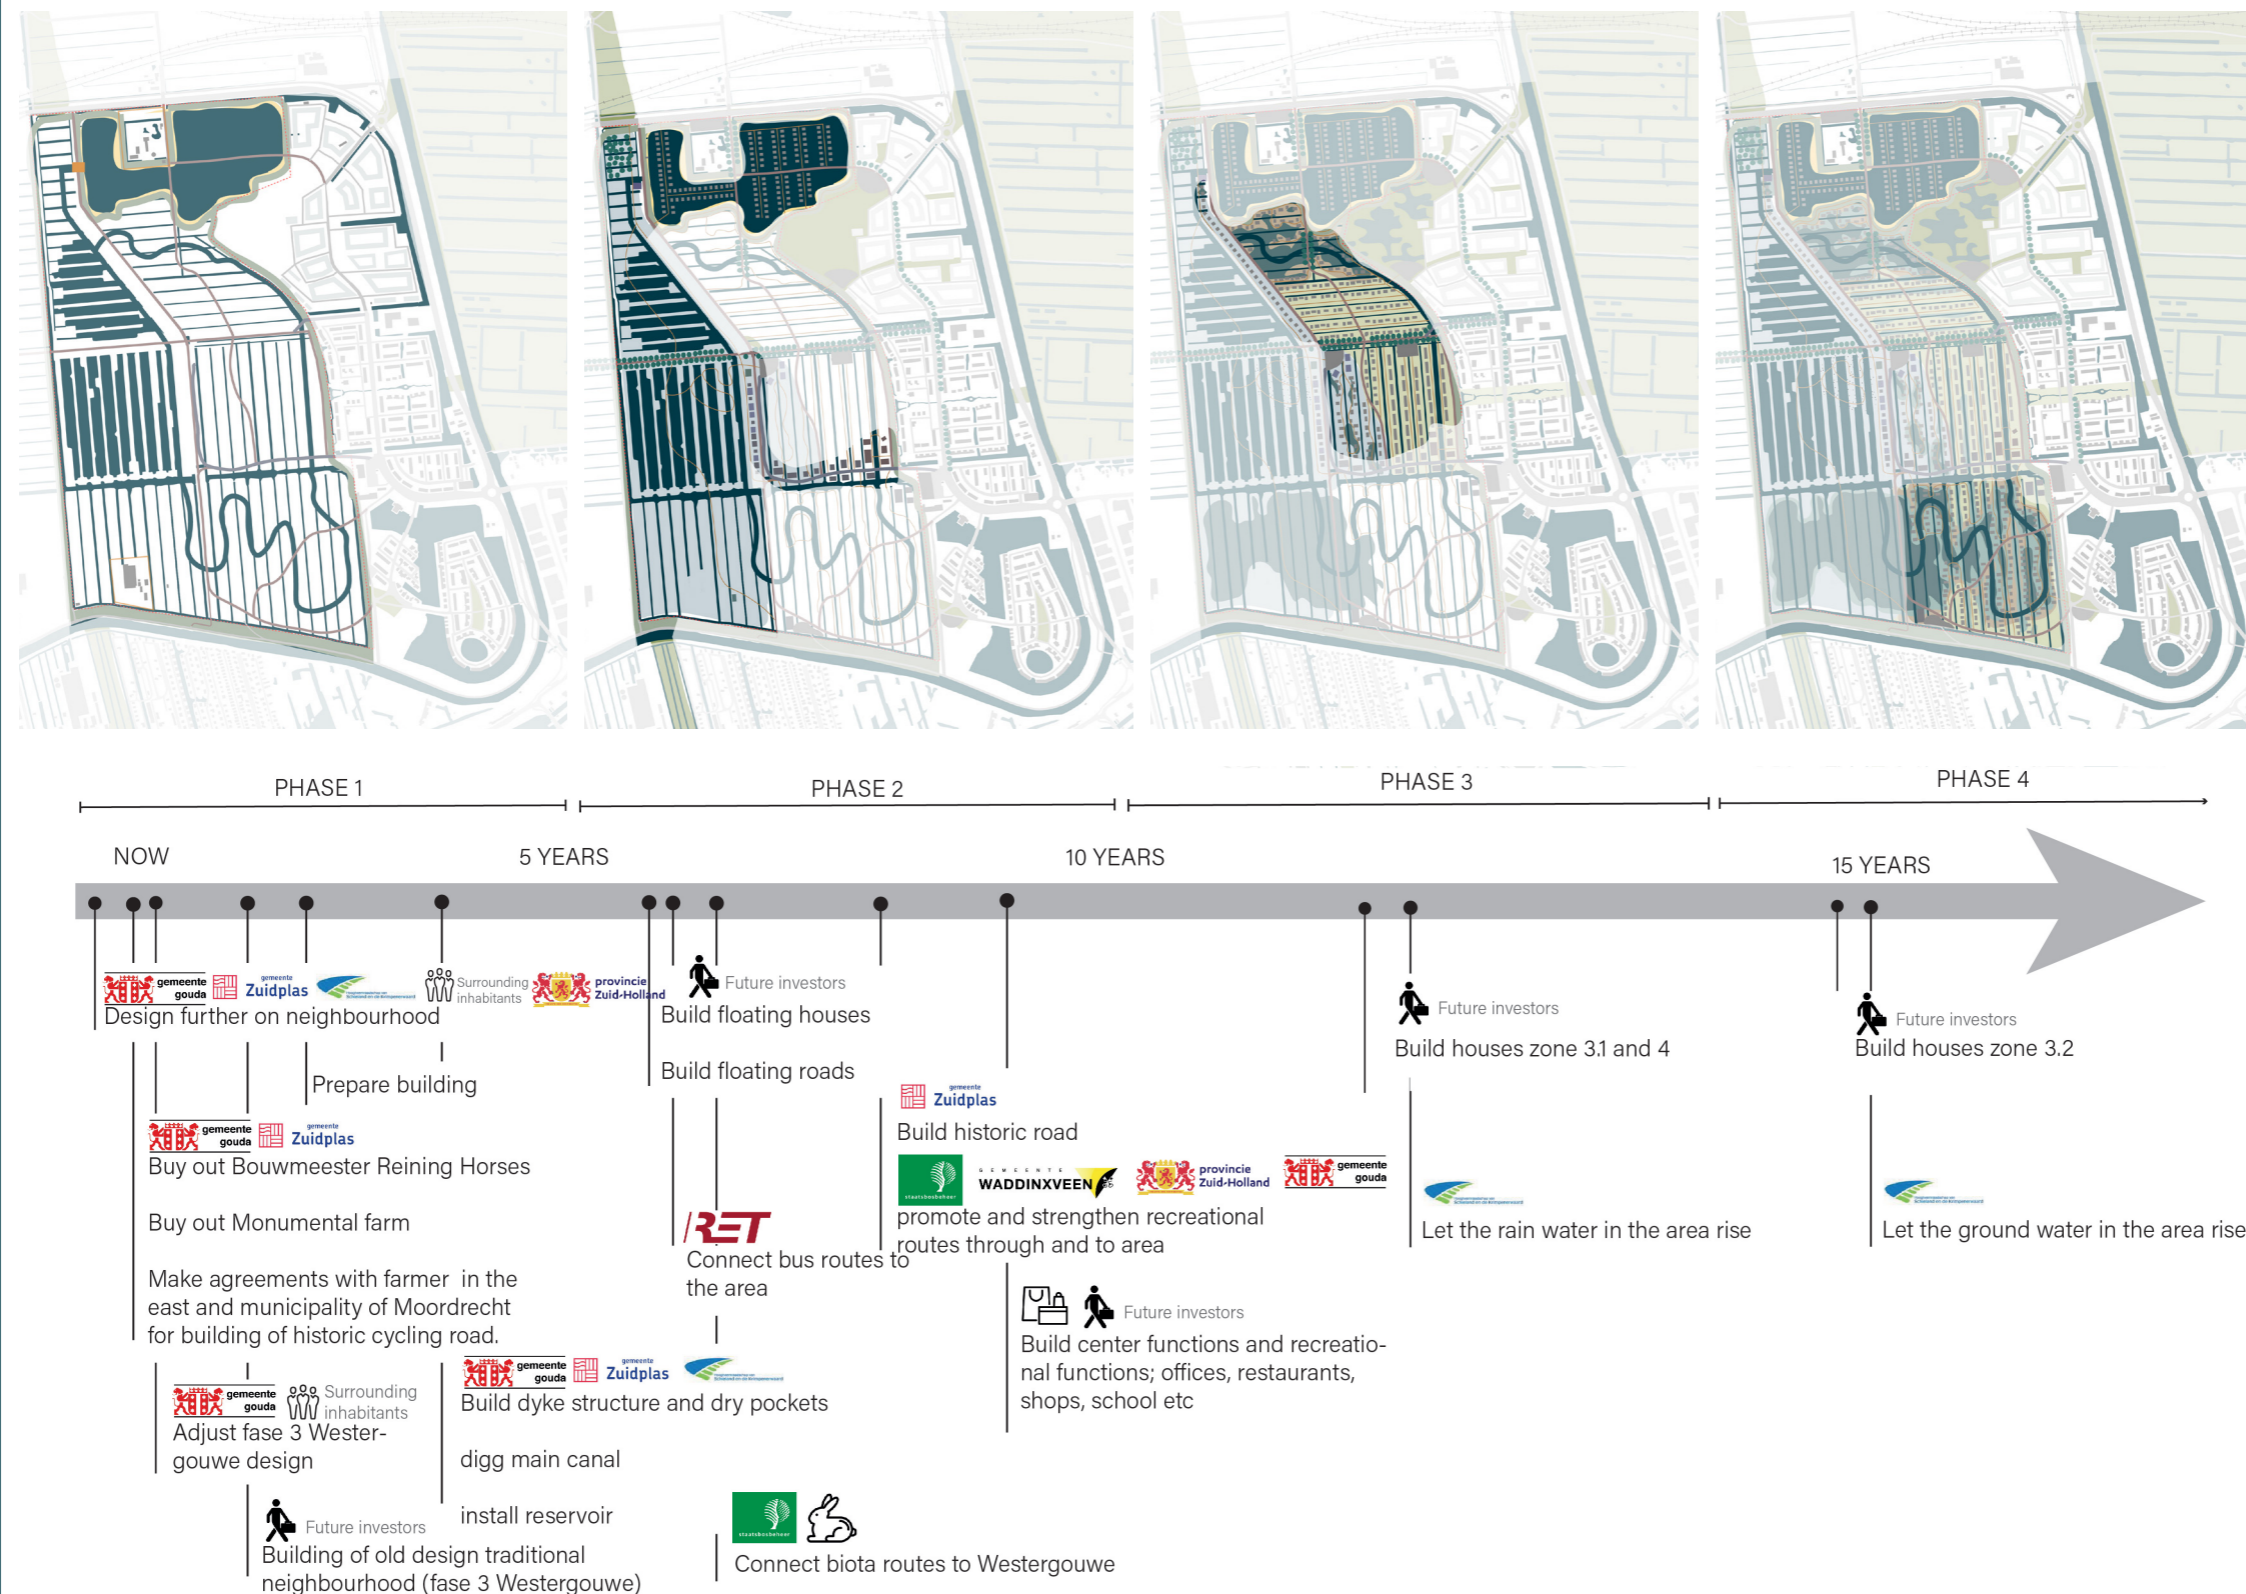 PHASE 1
PHASE 2
PHASE 3
PHASE 4
NOW
5 YEARS
10 YEARS
15 YEARS
gemeente
gouda
gemeente
Zuidplas
Surrounding
inhabitants
provincie
Zuid-Holland
Design further on neighbourhood
Prepare building
gemeente
gouda
gemeente
Zuidplas
Buy out Bouwmeester Reining Horses
Buy out Monumental farm
Make agreements with farmer in the
east and municipality of Moordrecht
for building of historic cycling road.
gemeente
gouda
Surrounding
inhabitants
Adjust fase 3 Wester-
gouwe design
Future investors
Building of old design traditional
neighbourhood (fase 3 Westergouwe)
gemeente
gouda
gemeente
Zuidplas
Build dyke structure and dry pockets
digg main canal
install reservoir
Future investors
Build floating houses
Build floating roads
RET
Connect bus routes to
the area
staatsbosbeheer
Connect biota routes to Westergouwe
gemeente
Zuidplas
Build historic road
staatsbosbeheer
GEMEENTE
WADDINXVEEN
provincie
Zuid-Holland
gemeente
gouda
promote and strengthen recreational
routes through and to area
Future investors
Build center functions and recreatio-
nal functions; offices, restaurants,
shops, school etc
Future investors
Build houses zone 3.1 and 4
Let the rain water in the area rise
Future investors
Build houses zone 3.2
Let the ground water in the area rise